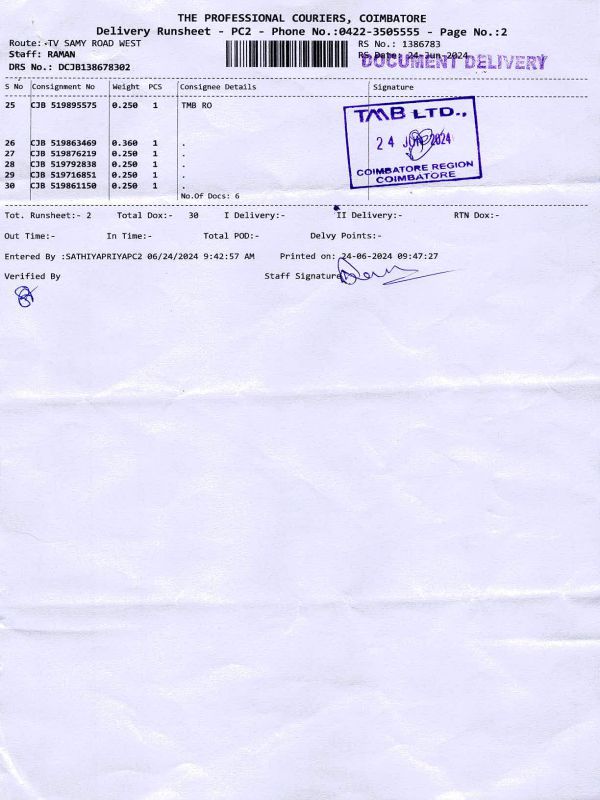 THE PROFESSIONAL COURIERS, COIMBATORE
Delivery Runsheet - PC2 - Phone No.:0422-3505555 - Page No.:2
Route: TV SAMY ROAD WEST RS No.: 1386783
Staff: RAMAN RS Date: 24-Jun-2024
DOCUMENT DELIVERY
DRS No.: DCJB138678302
S No Consignment No Weight PCS Consignee Details Signature
25 CJB 519895575 0.250 1 TMB RO
TMB LTD.,
24 JUN 2024
COIMBATORE REGION
COIMBATORE
26 CJB 519863469 0.360 1 .
27 CJB 519876219 0.250 1 .
28 CJB 519792838 0.250 1 .
29 CJB 519716851 0.250 1 .
30 CJB 519861150 0.250 1 .
No.Of Docs: 6
Tot. Runsheet:- 2 Total Dox:- 30 I Delivery:- II Delivery:- RTN Dox:-
Out Time:- In Time:- Total POD:- Delvy Points:-
Entered By :SATHIYAPRIYAPC2 06/24/2024 9:42:57 AM Printed on: 24-06-2024 09:47:27
Verified By Staff Signature